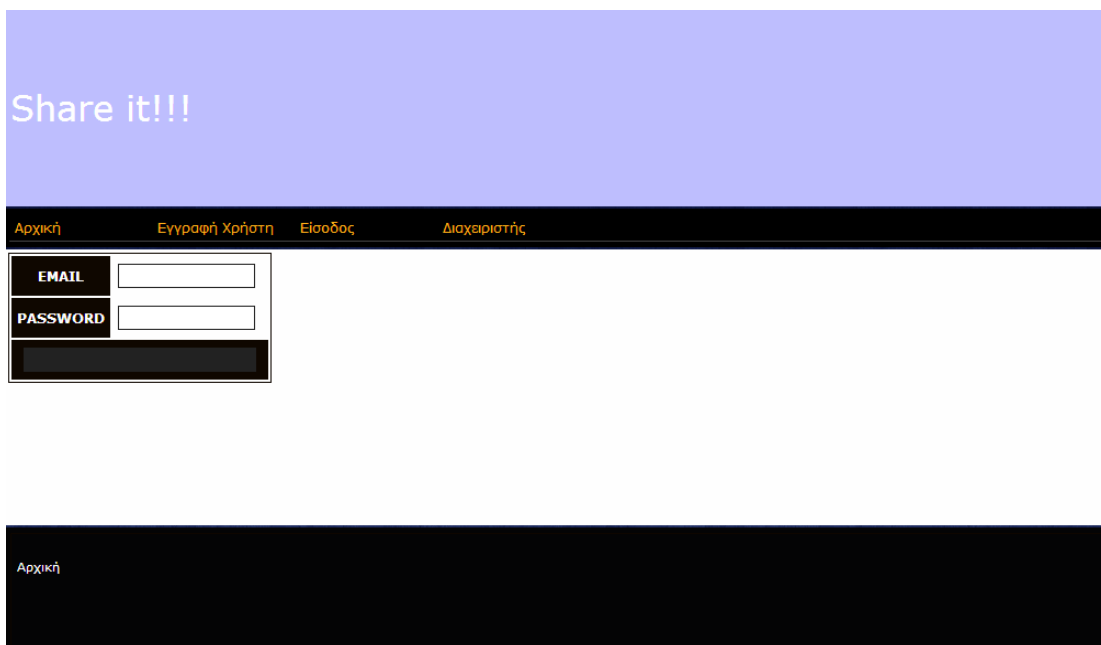 Share it!!!
Αρχική Εγγραφή Χρήστη Είσοδος Διαχειριστής
EMAIL
PASSWORD
Αρχική